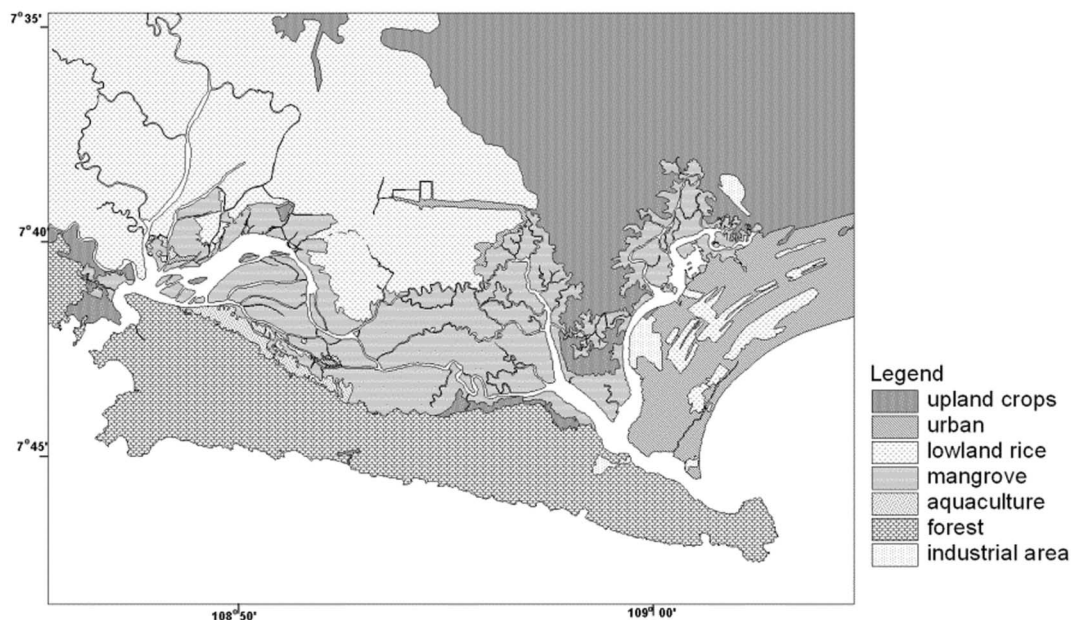 7°35'
7°40'
7°45'
108°50'
109°00'
Legend
upland crops
urban
lowland rice
mangrove
aquaculture
forest
industrial area